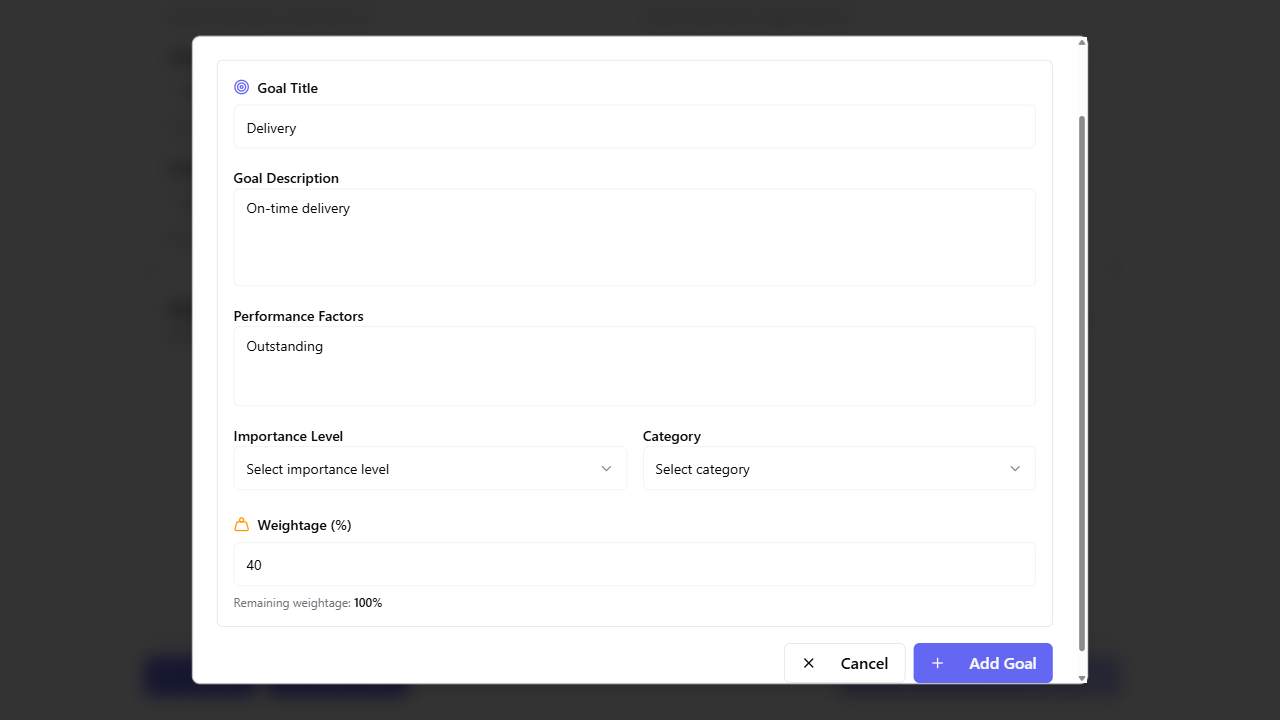 Goal Title
Delivery
Goal Description
On-time delivery
Performance Factors
Outstanding
Importance Level
Category
Select importance level
Select category
Weightage (%)
40
Remaining weightage: 100%
Cancel
Add Goal